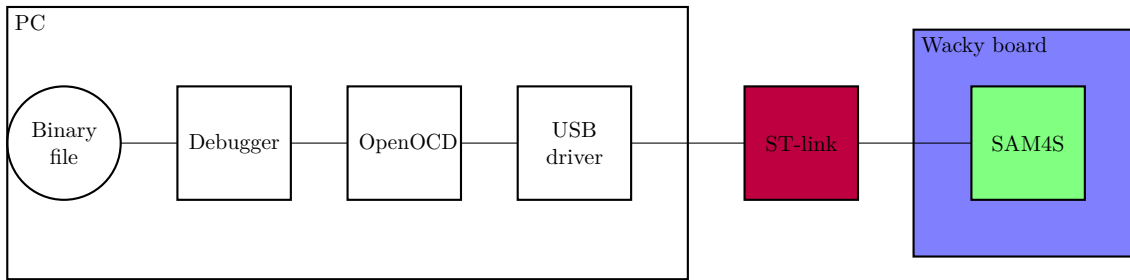 PC
Wacky board
Binary
file
Debugger
OpenOCD
USB
driver
ST-link
SAM4S